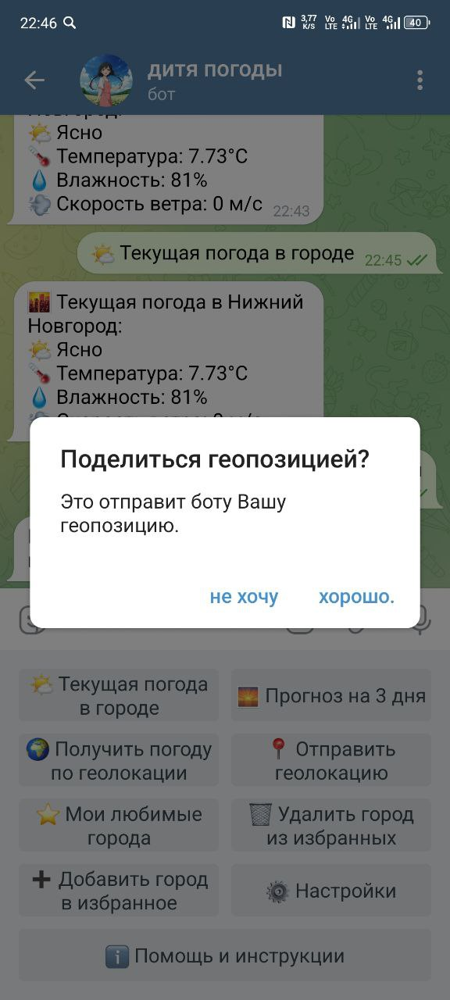 22:46
3,77
K/S
Vo
LTE
4G
Vo
LTE
4G
40
дитя погоды
бот
Новгород:
Ясно
Температура: 7.73°C
Влажность: 81%
Скорость ветра: 0 м/с 22:43
Текущая погода в городе 22:45
Текущая погода в Нижний
Новгород:
Ясно
Температура: 7.73°C
Влажность: 81%
Поделиться геопозицией?
Это отправит боту Вашу
геопозицию.
не хочу хорошо.
Текущая погода
в городе
Прогноз на 3 дня
Получить погоду
по геолокации
Отправить
геолокацию
Мои любимые
города
Удалить город
из избранных
Добавить город
в избранное
Настройки
Помощь и инструкции